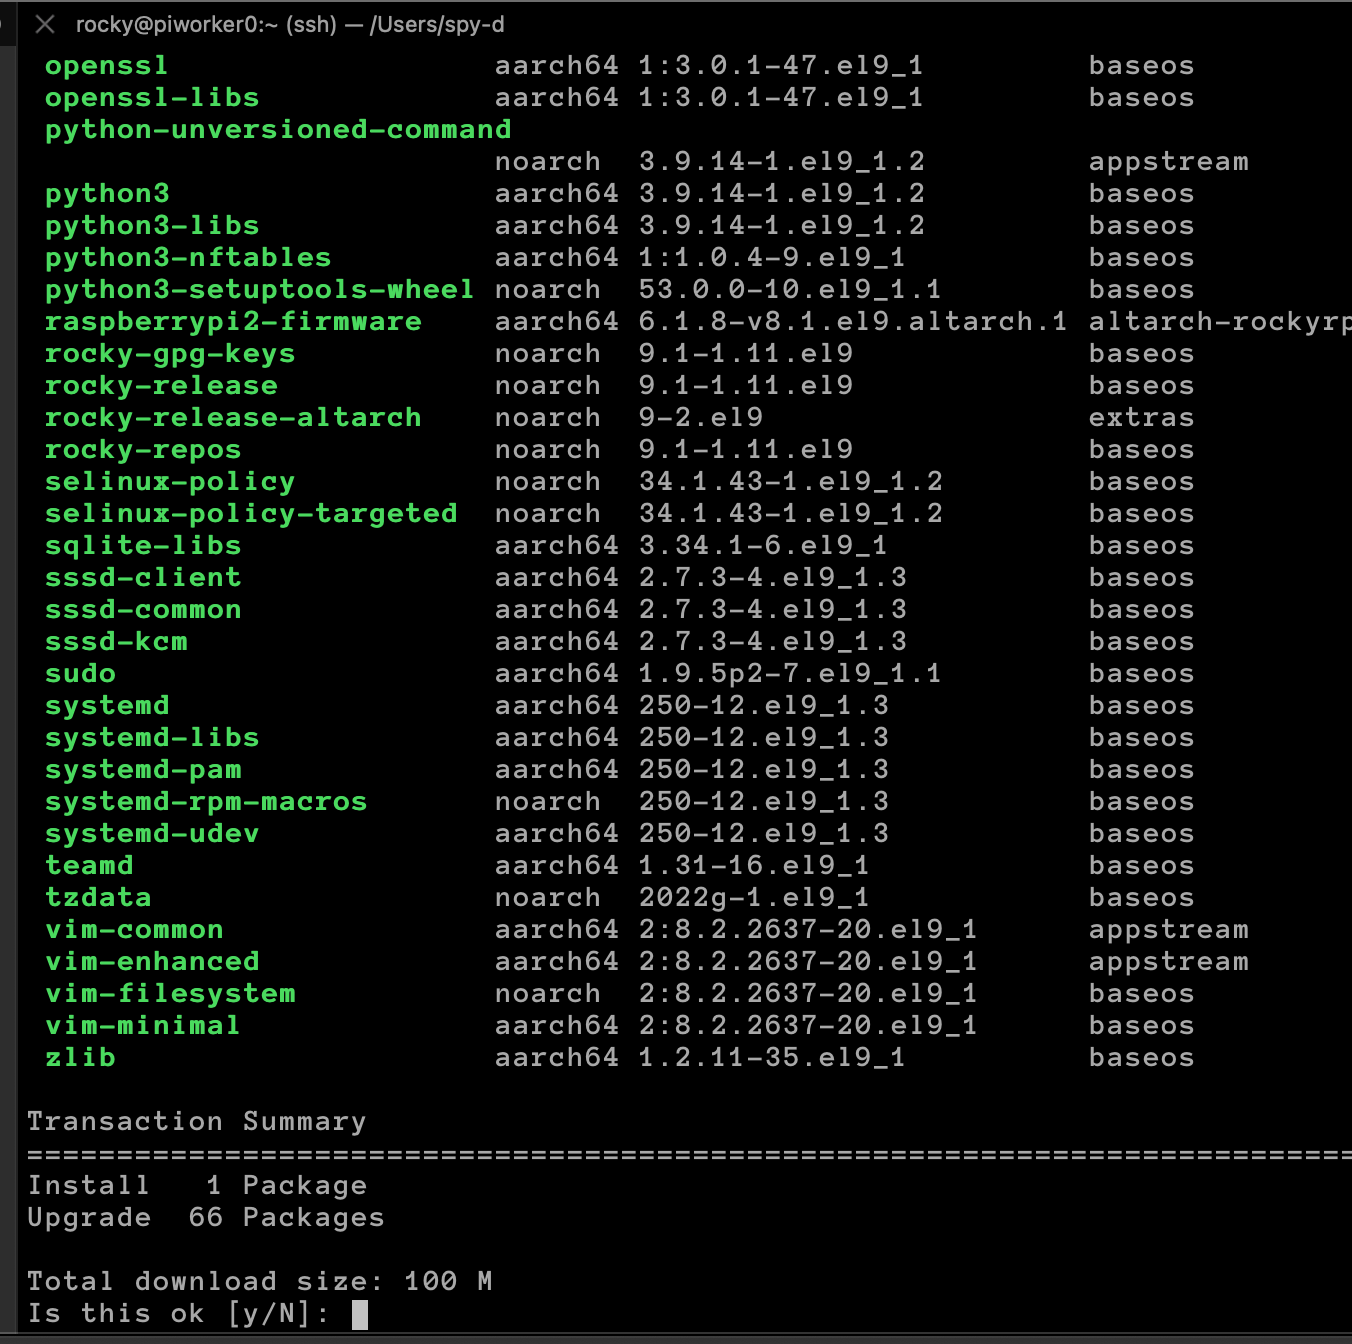 rocky@piworker0:~ (ssh) — /Users/spy-d
openssl aarch64 1:3.0.1-47.el9_1 baseos
openssl-libs aarch64 1:3.0.1-47.el9_1 baseos
python-unversioned-command
noarch 3.9.14-1.el9_1.2 appstream
python3 aarch64 3.9.14-1.el9_1.2 baseos
python3-libs aarch64 3.9.14-1.el9_1.2 baseos
python3-nftables aarch64 1:1.0.4-9.el9_1 baseos
python3-setuptools-wheel noarch 53.0.0-10.el9_1.1 baseos
raspberrypi2-firmware aarch64 6.1.8-v8.1.el9.altarch.1 altarch-rockyrp
rocky-gpg-keys noarch 9.1-1.11.el9 baseos
rocky-release noarch 9.1-1.11.el9 baseos
rocky-release-altarch noarch 9-2.el9 extras
rocky-repos noarch 9.1-1.11.el9 baseos
selinux-policy noarch 34.1.43-1.el9_1.2 baseos
selinux-policy-targeted noarch 34.1.43-1.el9_1.2 baseos
sqlite-libs aarch64 3.34.1-6.el9_1 baseos
sssd-client aarch64 2.7.3-4.el9_1.3 baseos
sssd-common aarch64 2.7.3-4.el9_1.3 baseos
sssd-kcm aarch64 2.7.3-4.el9_1.3 baseos
sudo aarch64 1.9.5p2-7.el9_1.1 baseos
systemd aarch64 250-12.el9_1.3 baseos
systemd-libs aarch64 250-12.el9_1.3 baseos
systemd-pam aarch64 250-12.el9_1.3 baseos
systemd-rpm-macros noarch 250-12.el9_1.3 baseos
systemd-udev aarch64 250-12.el9_1.3 baseos
teamd aarch64 1.31-16.el9_1 baseos
tzdata noarch 2022g-1.el9_1 baseos
vim-common aarch64 2:8.2.2637-20.el9_1 appstream
vim-enhanced aarch64 2:8.2.2637-20.el9_1 appstream
vim-filesystem noarch 2:8.2.2637-20.el9_1 baseos
vim-minimal aarch64 2:8.2.2637-20.el9_1 baseos
zlib aarch64 1.2.11-35.el9_1 baseos
Transaction Summary
==========================================================================
Install 1 Package
Upgrade 66 Packages
Total download size: 100 M
Is this ok [y/N]: